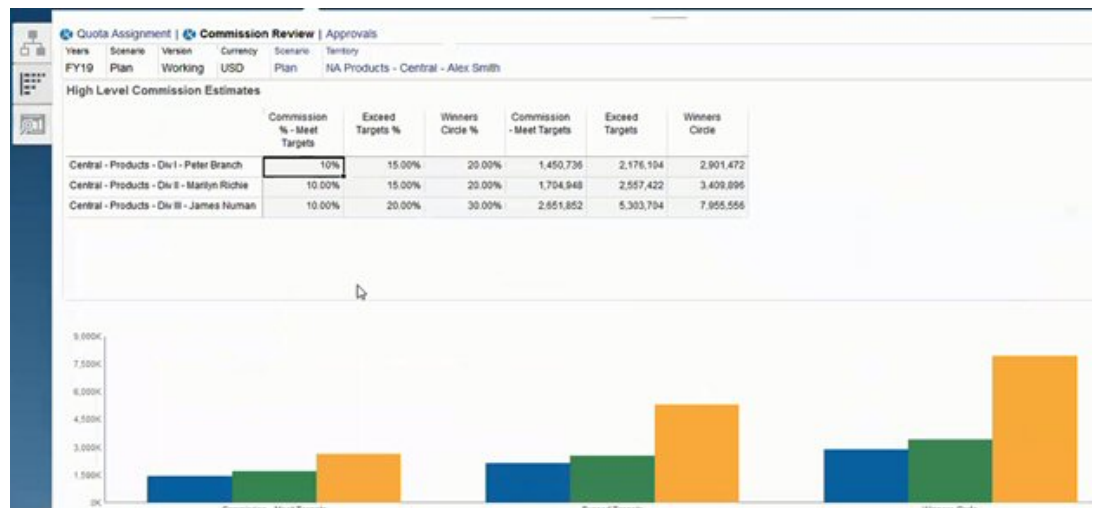 Quota Assignment | Commission Review | Approvals
Years Scenario Version Currency Scenario Territory
FY19 Plan Working USD Plan NA Products - Central - Alex Smith
High Level Commission Estimates
Commission % - Meet Targets Exceed Targets % Winners Circle % Commission - Meet Targets Exceed Targets Winners Circle
Central - Products - Div I - Peter Branch 10% 15.00% 20.00% 1,450,736 2,176,104 2,901,472
Central - Products - Div II - Marilyn Richie 10.00% 15.00% 20.00% 1,704,948 2,557,422 3,409,896
Central - Products - Div III - James Numan 10.00% 20.00% 30.00% 2,651,852 5,303,704 7,955,556
9,000K
7,500K
6,000K
4,500K
3,000K
1,500K
0K